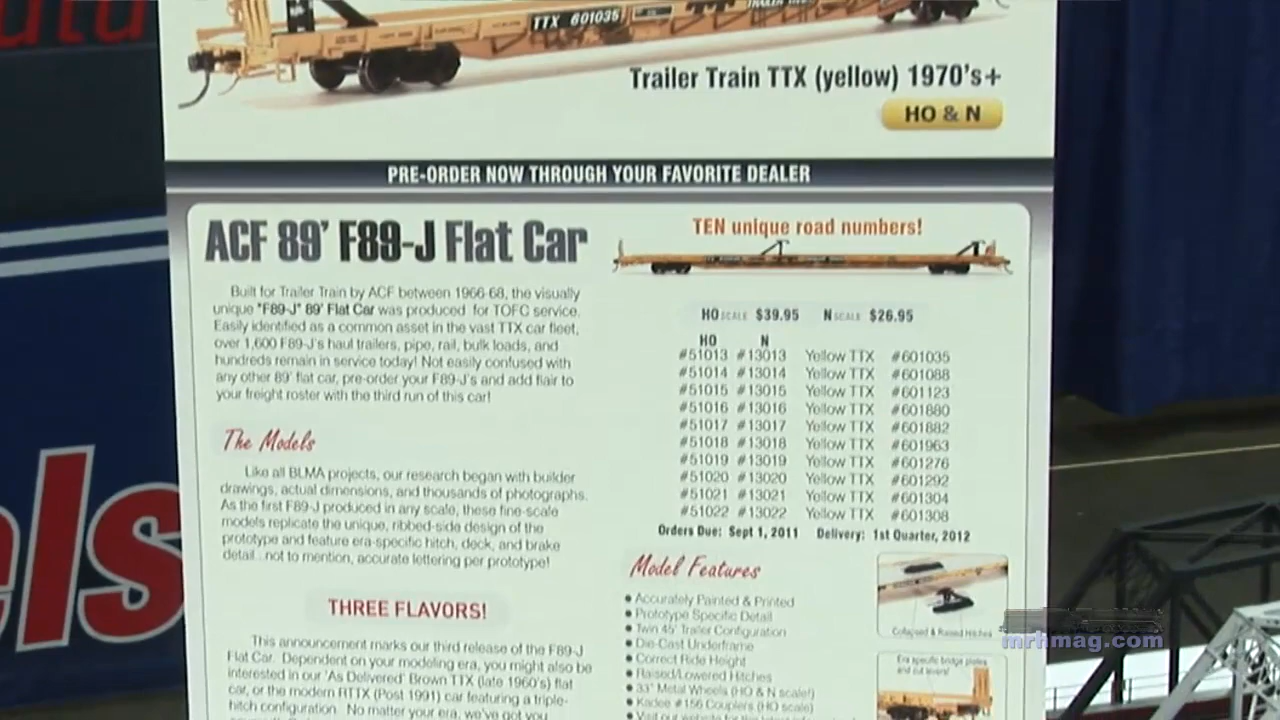 TTX 601035
Trailer Train TTX (yellow) 1970's+
HO & N
PRE-ORDER NOW THROUGH YOUR FAVORITE DEALER
ACF 89' F89-J Flat Car
Built for Trailer Train by ACF between 1966-68, the visually
unique "F89-J" 89' Flat Car was produced for TOFC service.
Easily identified as a common asset in the vast TTX car fleet,
over 1,600 F89-J's haul trailers, pipe, rail, bulk loads, and
hundreds remain in service today! Not easily confused with
any other 89' flat car, pre-order your F89-J's and add flair to
your freight roster with the third run of this car!
The Models
Like all BLMA projects, our research began with builder
drawings, actual dimensions, and thousands of photographs.
As the first F89-J produced in any scale, these fine-scale
models replicate the unique, ribbed-side design of the
prototype and feature era-specific hitch, deck, and brake
detail...not to mention, accurate lettering per prototype!
THREE FLAVORS!
This announcement marks our third release of the F89-J
Flat Car. Dependent on your modeling era, you might also be
interested in our 'As Delivered' Brown TTX (late 1960's) flat
car, or the modern RTTX (Post 1991) car featuring a triple-
hitch configuration. No matter your era, we've got you
TEN unique road numbers!
HO SCALE $39.95 N SCALE $26.95
HO N
#51013 #13013 Yellow TTX #601035
#51014 #13014 Yellow TTX #601088
#51015 #13015 Yellow TTX #601123
#51016 #13016 Yellow TTX #601880
#51017 #13017 Yellow TTX #601882
#51018 #13018 Yellow TTX #601963
#51019 #13019 Yellow TTX #601276
#51020 #13020 Yellow TTX #601292
#51021 #13021 Yellow TTX #601304
#51022 #13022 Yellow TTX #601308
Orders Due: Sept 1, 2011 Delivery: 1st Quarter, 2012
Model Features
• Accurately Painted & Printed
• Prototype Specific Detail
• Twin 45' Trailer Configuration
• Die-Cast Underframe
• Correct Ride Height
• Raised/Lowered Hitches
• 33" Metal Wheels (HO & N scale!)
• Kadee #156 Couplers (HO scale)
• Visit our website for the latest
Collapsed & Raised Hitches
Era specific bridge plates
and cut levers!
els
mrhmag.com